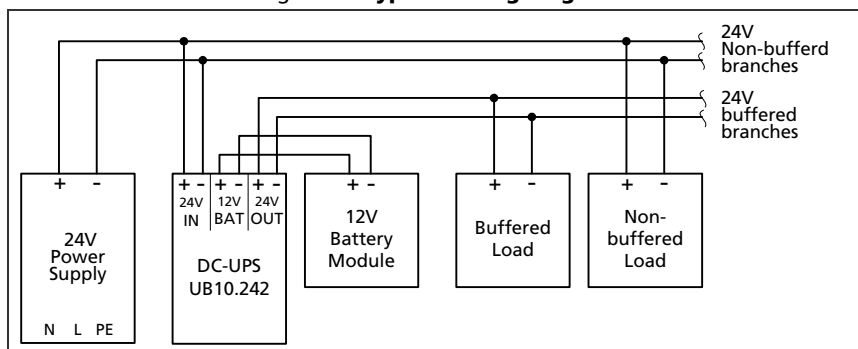 24V
Non-bufferd
branches
24V
buffered
branches
+ -
24V
Power
Supply
N L PE
+ - + - + -
24V 12V 24V
IN BAT OUT
DC-UPS
UB10.242
+ -
12V
Battery
Module
+ -
Buffered
Load
+ -
Non-
buffered
Load